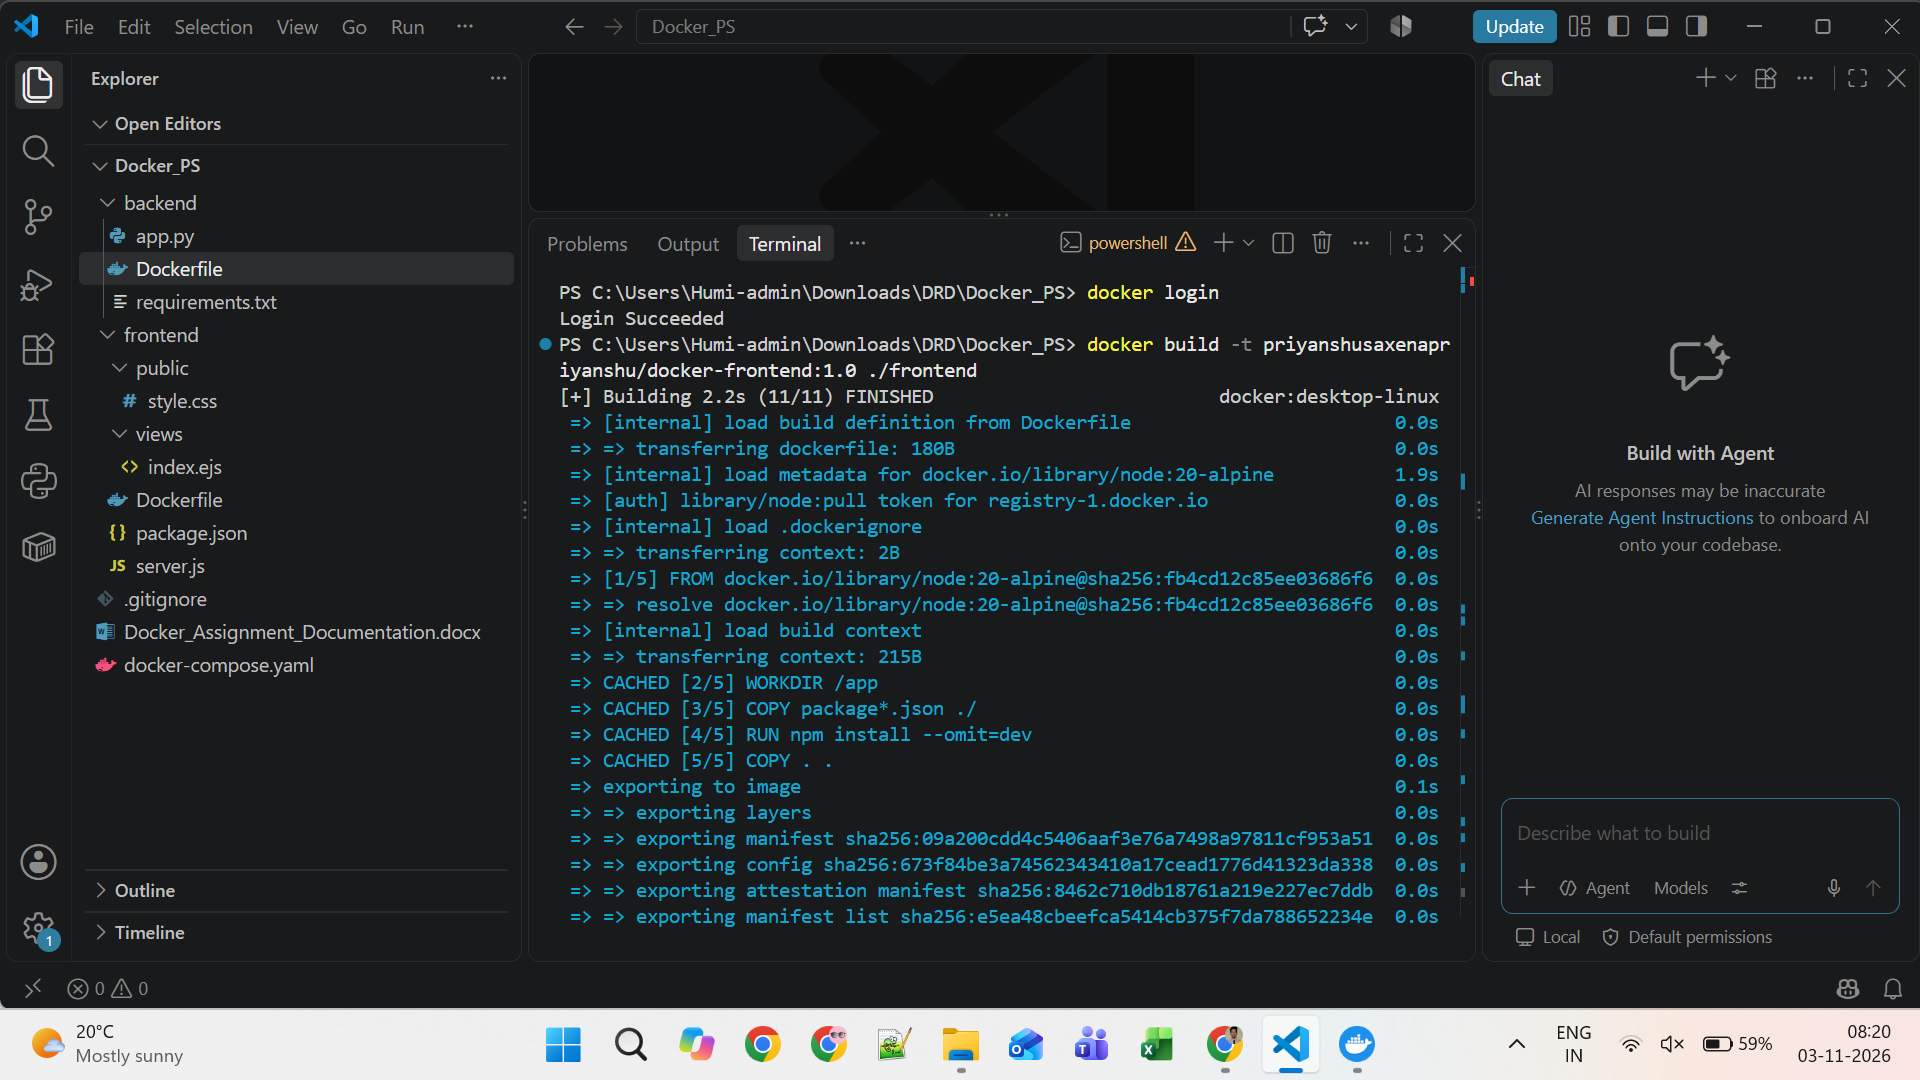 File Edit Selection View Go Run
Docker_PS
Update
Explorer
Open Editors
Docker_PS
backend
app.py
Dockerfile
requirements.txt
frontend
public
# style.css
views
<> index.ejs
Dockerfile
{} package.json
JS server.js
.gitignore
Docker_Assignment_Documentation.docx
docker-compose.yaml
Outline
Timeline
1
Problems Output Terminal
powershell
PS C:\Users\Humi-admin\Downloads\DRD\Docker_PS> docker login
Login Succeeded
PS C:\Users\Humi-admin\Downloads\DRD\Docker_PS> docker build -t priyanshusaxenapr
iyanshu/docker-frontend:1.0 ./frontend
[+] Building 2.2s (11/11) FINISHED docker:desktop-linux
=> [internal] load build definition from Dockerfile 0.0s
=> => transferring dockerfile: 180B 0.0s
=> [internal] load metadata for docker.io/library/node:20-alpine 1.9s
=> [auth] library/node:pull token for registry-1.docker.io 0.0s
=> [internal] load .dockerignore 0.0s
=> => transferring context: 2B 0.0s
=> [1/5] FROM docker.io/library/node:20-alpine@sha256:fb4cd12c85ee03686f6 0.0s
=> => resolve docker.io/library/node:20-alpine@sha256:fb4cd12c85ee03686f6 0.0s
=> [internal] load build context 0.0s
=> => transferring context: 215B 0.0s
=> CACHED [2/5] WORKDIR /app 0.0s
=> CACHED [3/5] COPY package*.json ./ 0.0s
=> CACHED [4/5] RUN npm install --omit=dev 0.0s
=> CACHED [5/5] COPY . . 0.0s
=> exporting to image 0.1s
=> => exporting layers 0.0s
=> => exporting manifest sha256:09a200cdd4c5406aaf3e76a7498a97811cf953a51 0.0s
=> => exporting config sha256:673f84be3a74562343410a17cead1776d41323da338 0.0s
=> => exporting attestation manifest sha256:8462c710db18761a219e227ec7ddb 0.0s
=> => exporting manifest list sha256:e5ea48cbeefca5414cb375f7da788652234e 0.0s
Chat
Build with Agent
AI responses may be inaccurate
Generate Agent Instructions to onboard AI
onto your codebase.
Describe what to build
Agent Models
Local Default permissions
0 0
20°C
Mostly sunny
ENG
IN
59%
08:20
03-11-2026